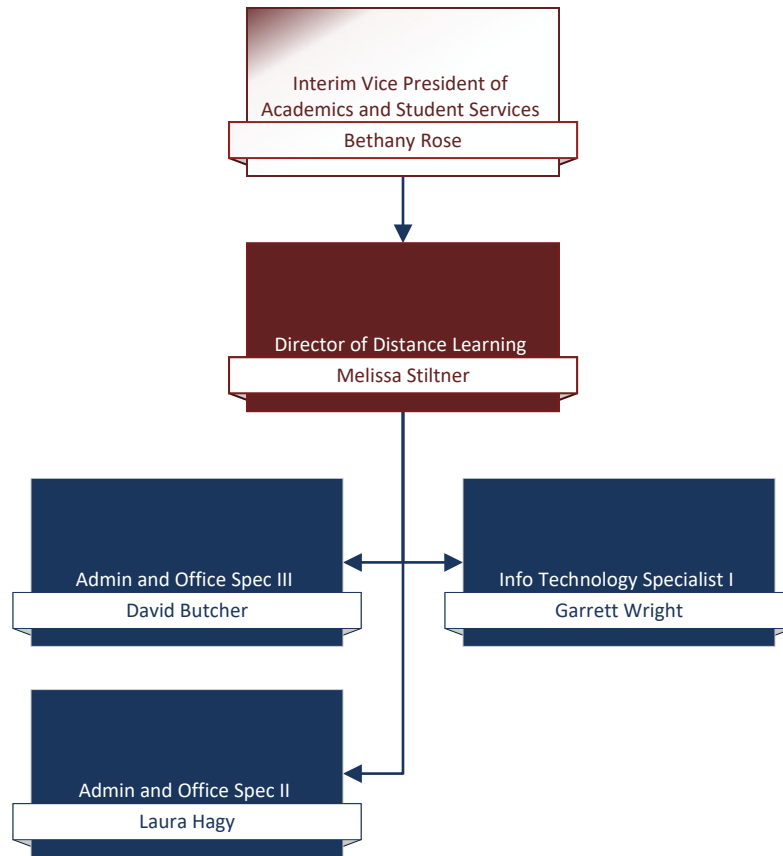 Interim Vice President of
Academics and Student Services
Bethany Rose
Director of Distance Learning
Melissa Stiltner
Admin and Office Spec III
David Butcher
Info Technology Specialist I
Garrett Wright
Admin and Office Spec II
Laura Hagy